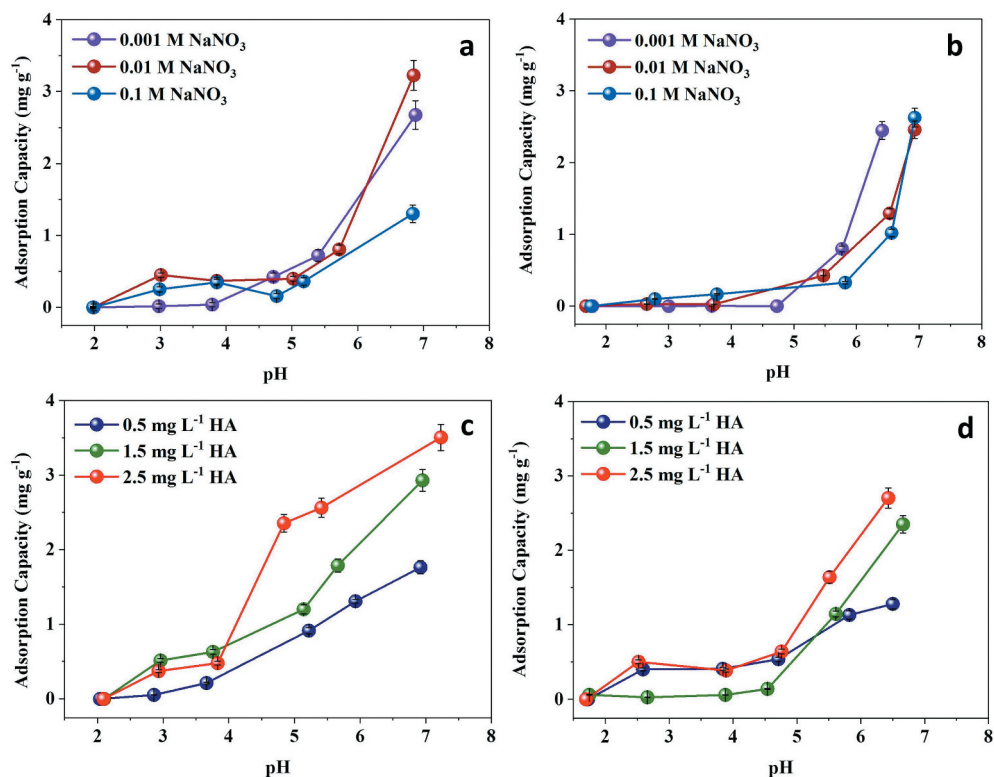 a
0.001 M NaNO₃
0.01 M NaNO₃
0.1 M NaNO₃
Adsorption Capacity (mg g⁻¹)
4
3
2
1
0
2 3 4 5 6 7 8
pH
b
0.001 M NaNO₃
0.01 M NaNO₃
0.1 M NaNO₃
Adsorption Capacity (mg g⁻¹)
4
3
2
1
0
2 3 4 5 6 7 8
pH
c
0.5 mg L⁻¹ HA
1.5 mg L⁻¹ HA
2.5 mg L⁻¹ HA
Adsorption Capacity (mg g⁻¹)
4
3
2
1
0
2 3 4 5 6 7 8
pH
d
0.5 mg L⁻¹ HA
1.5 mg L⁻¹ HA
2.5 mg L⁻¹ HA
Adsorption Capacity (mg g⁻¹)
4
3
2
1
0
2 3 4 5 6 7 8
pH